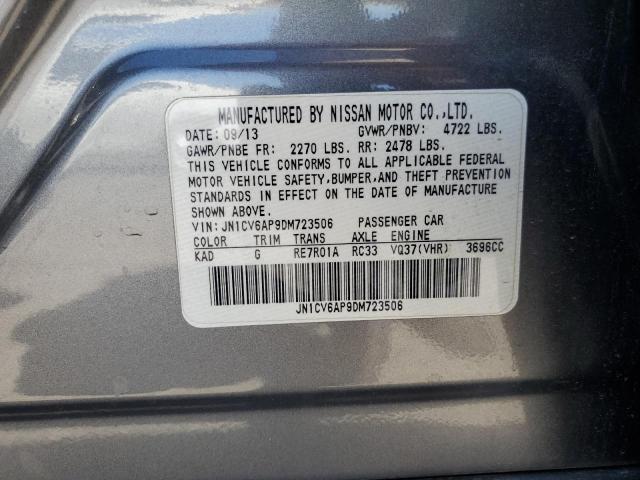 MANUFACTURED BY NISSAN MOTOR CO.,LTD.
DATE: 09/13 GVWR/PNBV: 4722 LBS.
GAWR/PNBE FR: 2270 LBS. RR: 2478 LBS.
THIS VEHICLE CONFORMS TO ALL APPLICABLE FEDERAL
MOTOR VEHICLE SAFETY,BUMPER,AND THEFT PREVENTION
STANDARDS IN EFFECT ON THE DATE OF MANUFACTURE
SHOWN ABOVE.
VIN: JN1CV6AP9DM723506 PASSENGER CAR
COLOR TRIM TRANS AXLE ENGINE
KAD G RE7R01A RC33 VQ37(VHR) 3696CC
JN1CV6AP9DM723506